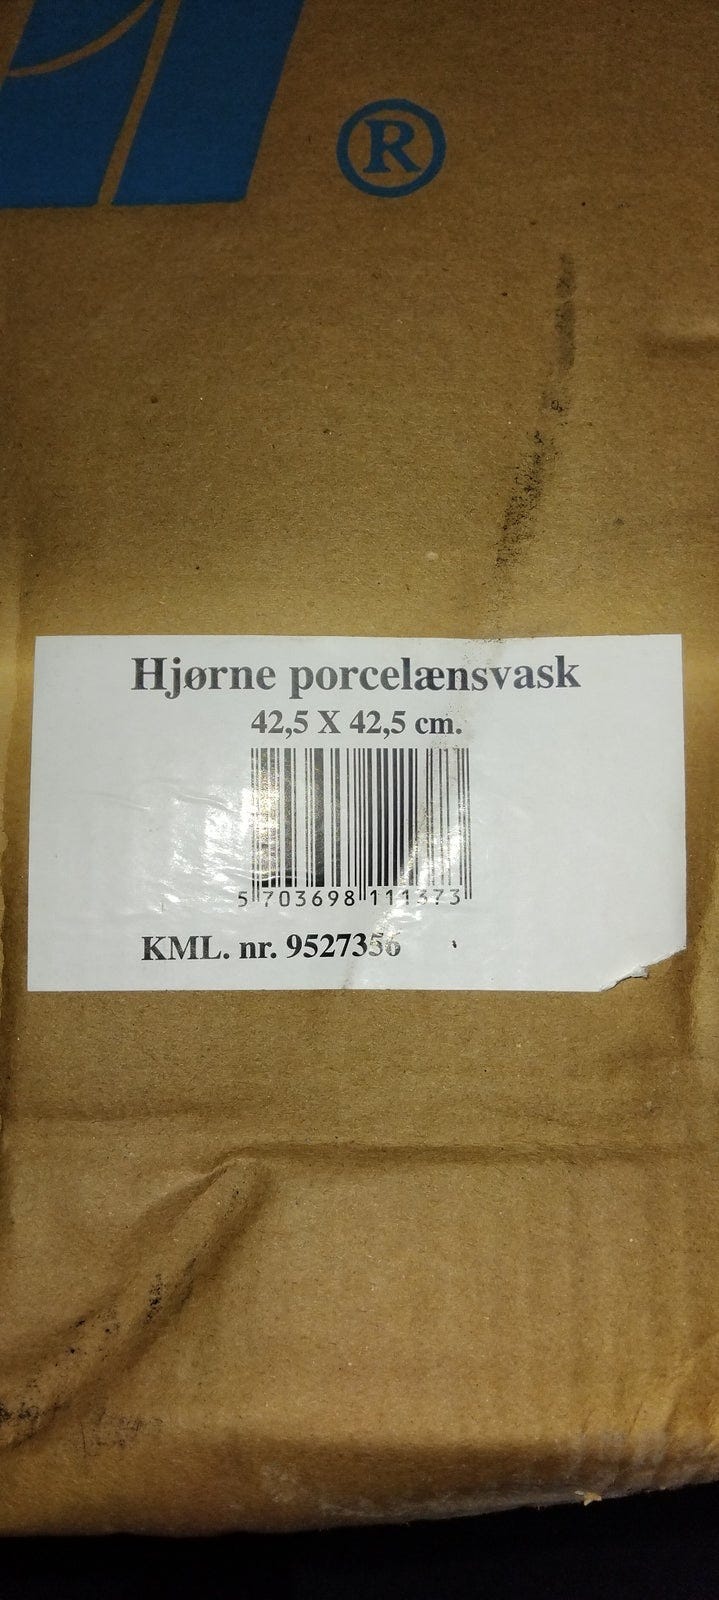 ®
Hjørne porcelænsvask
42,5 X 42,5 cm.
5 703698 111373
KML. nr. 9527356